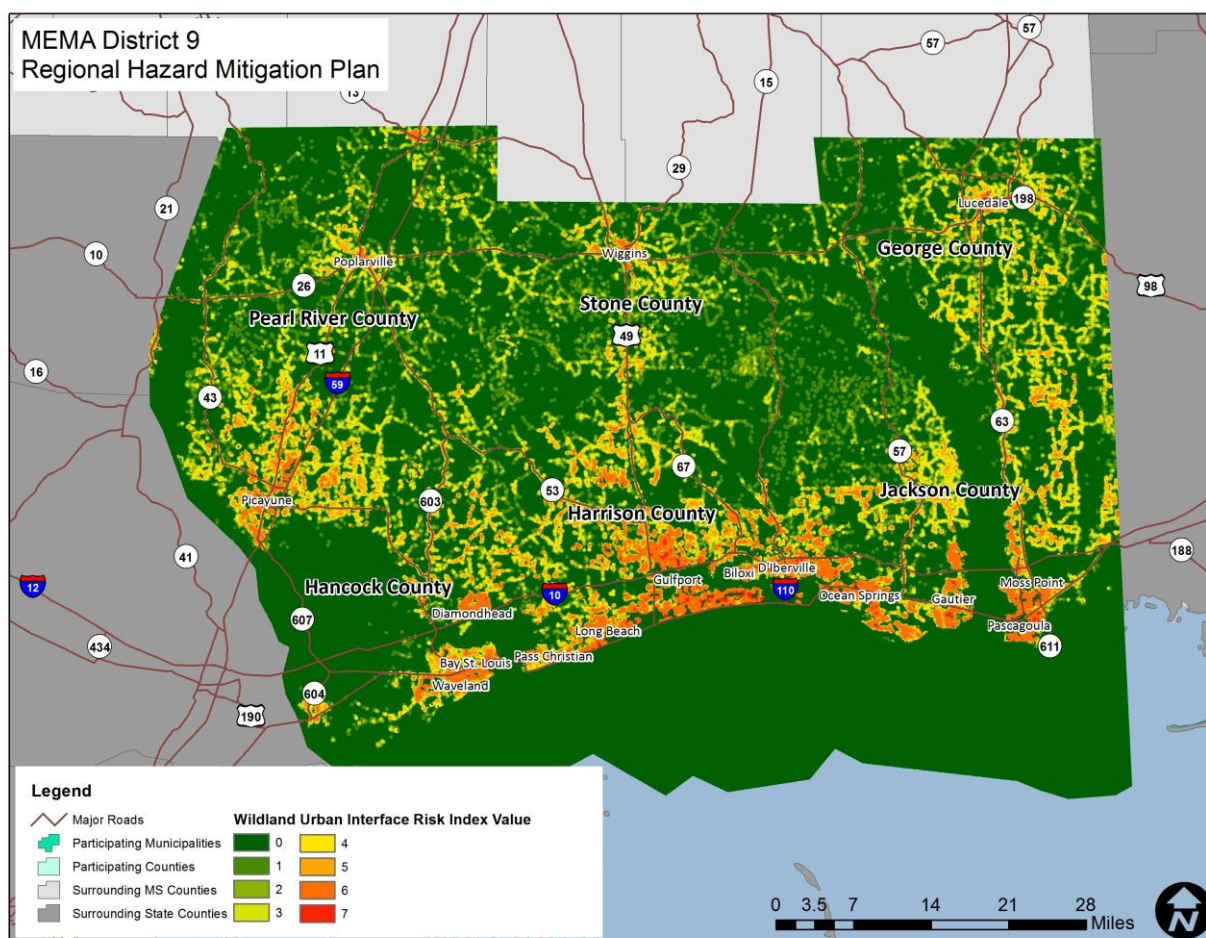 MEMA District 9
Regional Hazard Mitigation Plan
57
57
15
13
29
21
Lucedale
198
George County
10
Wiggins
Poplarville
98
26
Stone County
Pearl River County
49
11
16
59
43
63
57
67
Jackson County
Picayune
603
53
Harrison County
41
188
12
Hancock County
Gulfport
Biloxi
D'Iberville
Moss Point
10
110
Ocean Springs
Gautier
Diamondhead
607
Long Beach
Pascagoula
434
611
Pass Christian
Bay St. Louis
Waveland
604
190
Legend
Major Roads
Participating Municipalities
Participating Counties
Surrounding MS Counties
Surrounding State Counties
Wildland Urban Interface Risk Index Value
0
1
2
3
4
5
6
7
0 3.5 7 14 21 28
Miles
N